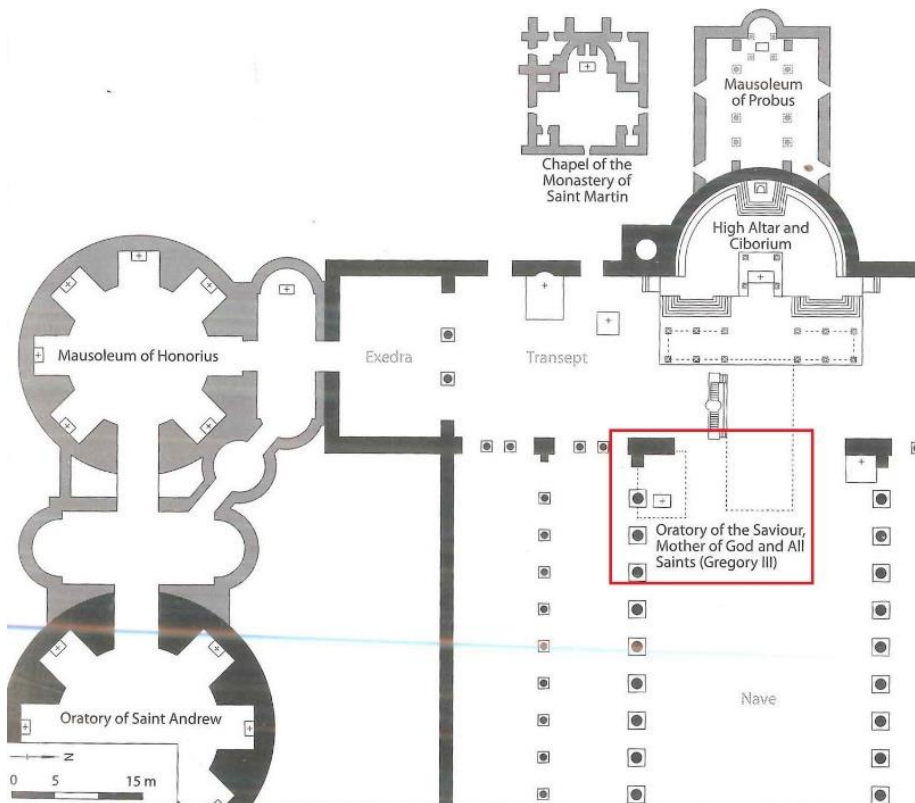 Mausoleum
of Probus
Chapel of the
Monastery of
Saint Martin
High Altar and
Ciborium
Mausoleum of Honorius
Exedra
Transept
Oratory of the Saviour,
Mother of God and All
Saints (Gregory III)
Nave
Oratory of Saint Andrew
N
0 5 15 m